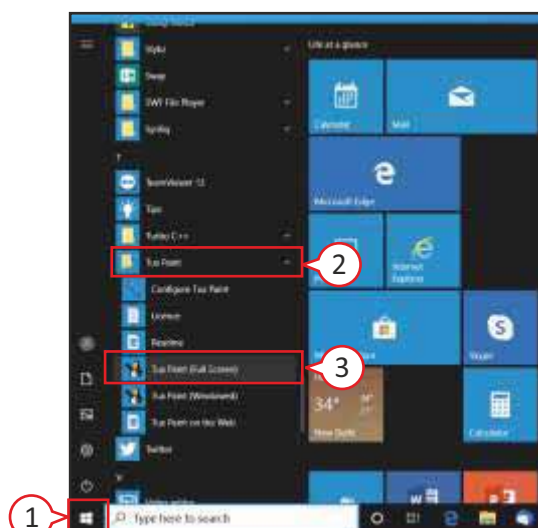 Stylus
Life at a glance
Swap
SWF File Player
Calendar
Mail
T
TeamViewer 12
Tips
Microsoft Edge
Turbo C++
Tux Paint
2
Internet
Explorer
Configure Tux Paint
License
Readme
Skype
Tux Paint (Full Screen)
3
Tux Paint (Windowed)
34°
Tux Paint on the Web
New Delhi
Calculator
Twitter
V
1
Type here to search